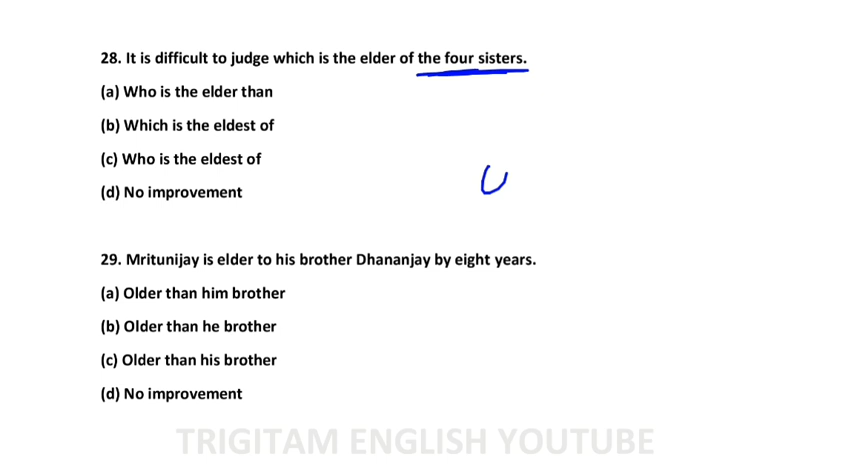 28. It is difficult to judge which is the elder of the four sisters.
(a) Who is the elder than
(b) Which is the eldest of
(c) Who is the eldest of
(d) No improvement
29. Mritunijay is elder to his brother Dhananjay by eight years.
(a) Older than him brother
(b) Older than he brother
(c) Older than his brother
(d) No improvement
TRIGITAM ENGLISH YOUTUBE